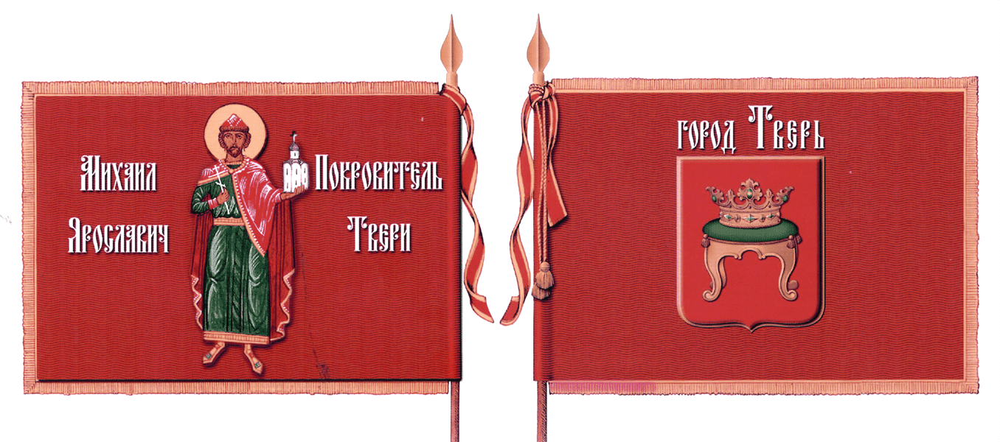 Михаил
Ярославич
Покровитель
Твери
город Тверь